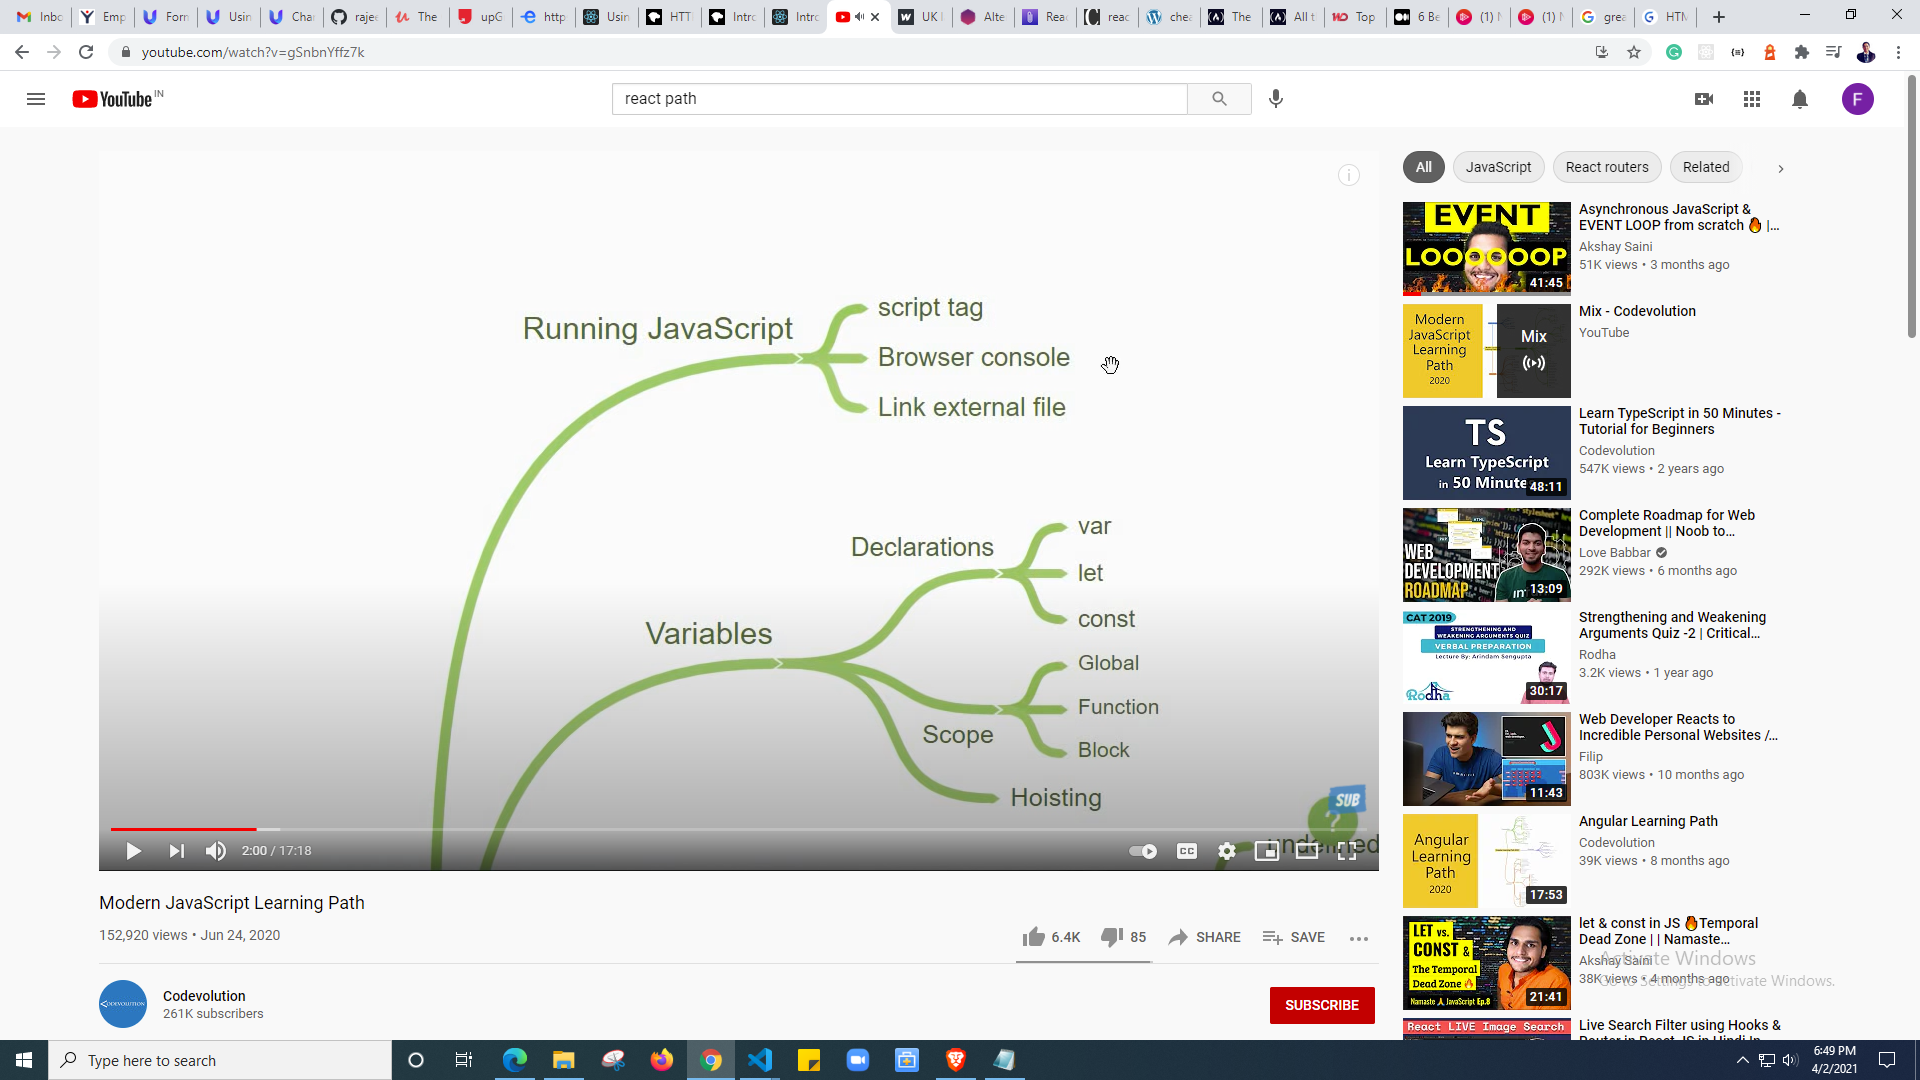 Inbo
Emp
Forn
Usin
Cha
rajee
The
upG
http
Usin
HTT
Intro
Intro
UK
Alte
Rea
reac
chea
The
All t
Top
6 Be
(1)
(1)
grea
HTM
youtube.com/watch?v=gSnbnYffz7k
YouTube IN
react path
F
All
JavaScript
React routers
Related
Running JavaScript
script tag
Browser console
Link external file
Variables
Declarations
var
let
const
Scope
Global
Function
Block
Hoisting
undefined
SUB
?
2:00 / 17:18
CC
Modern JavaScript Learning Path
152,920 views • Jun 24, 2020
6.4K
85
SHARE
SAVE
CODEVOLUTION
Codevolution
261K subscribers
SUBSCRIBE
EVENT
LOOOOOOP
41:45
Asynchronous JavaScript &
EVENT LOOP from scratch 🔥 |...
Akshay Saini
51K views • 3 months ago
Modern
JavaScript
Learning
Path
2020
Mix
Mix - Codevolution
YouTube
TS
Learn TypeScript
in 50 Minute
48:11
Learn TypeScript in 50 Minutes -
Tutorial for Beginners
Codevolution
547K views • 2 years ago
WEB
DEVELOPMENT
ROADMAP
13:09
Complete Roadmap for Web
Development || Noob to...
Love Babbar
292K views • 6 months ago
CAT 2019
STRENGTHENING AND
WEAKENING ARGUMENTS QUIZ
VERBAL PREPARATION
Lecture By: Arindam Sengupta
Rodha
30:17
Strengthening and Weakening
Arguments Quiz -2 | Critical...
Rodha
3.2K views • 1 year ago
11:43
Web Developer Reacts to
Incredible Personal Websites /...
Filip
803K views • 10 months ago
Angular
Learning
Path
2020
17:53
Angular Learning Path
Codevolution
39K views • 8 months ago
LET VS.
CONST &
The Temporal
Dead Zone 🔥
Namaste 🙏 JavaScript Ep.8
21:41
let & const in JS 🔥Temporal
Dead Zone | | Namaste...
Akshay Saini
38K views • 4 months ago
Activate Windows
Go to Settings to activate Windows.
React LIVE Image Search
Live Search Filter using Hooks &
Router in React JS in Hindi In
Type here to search
6:49 PM
4/2/2021